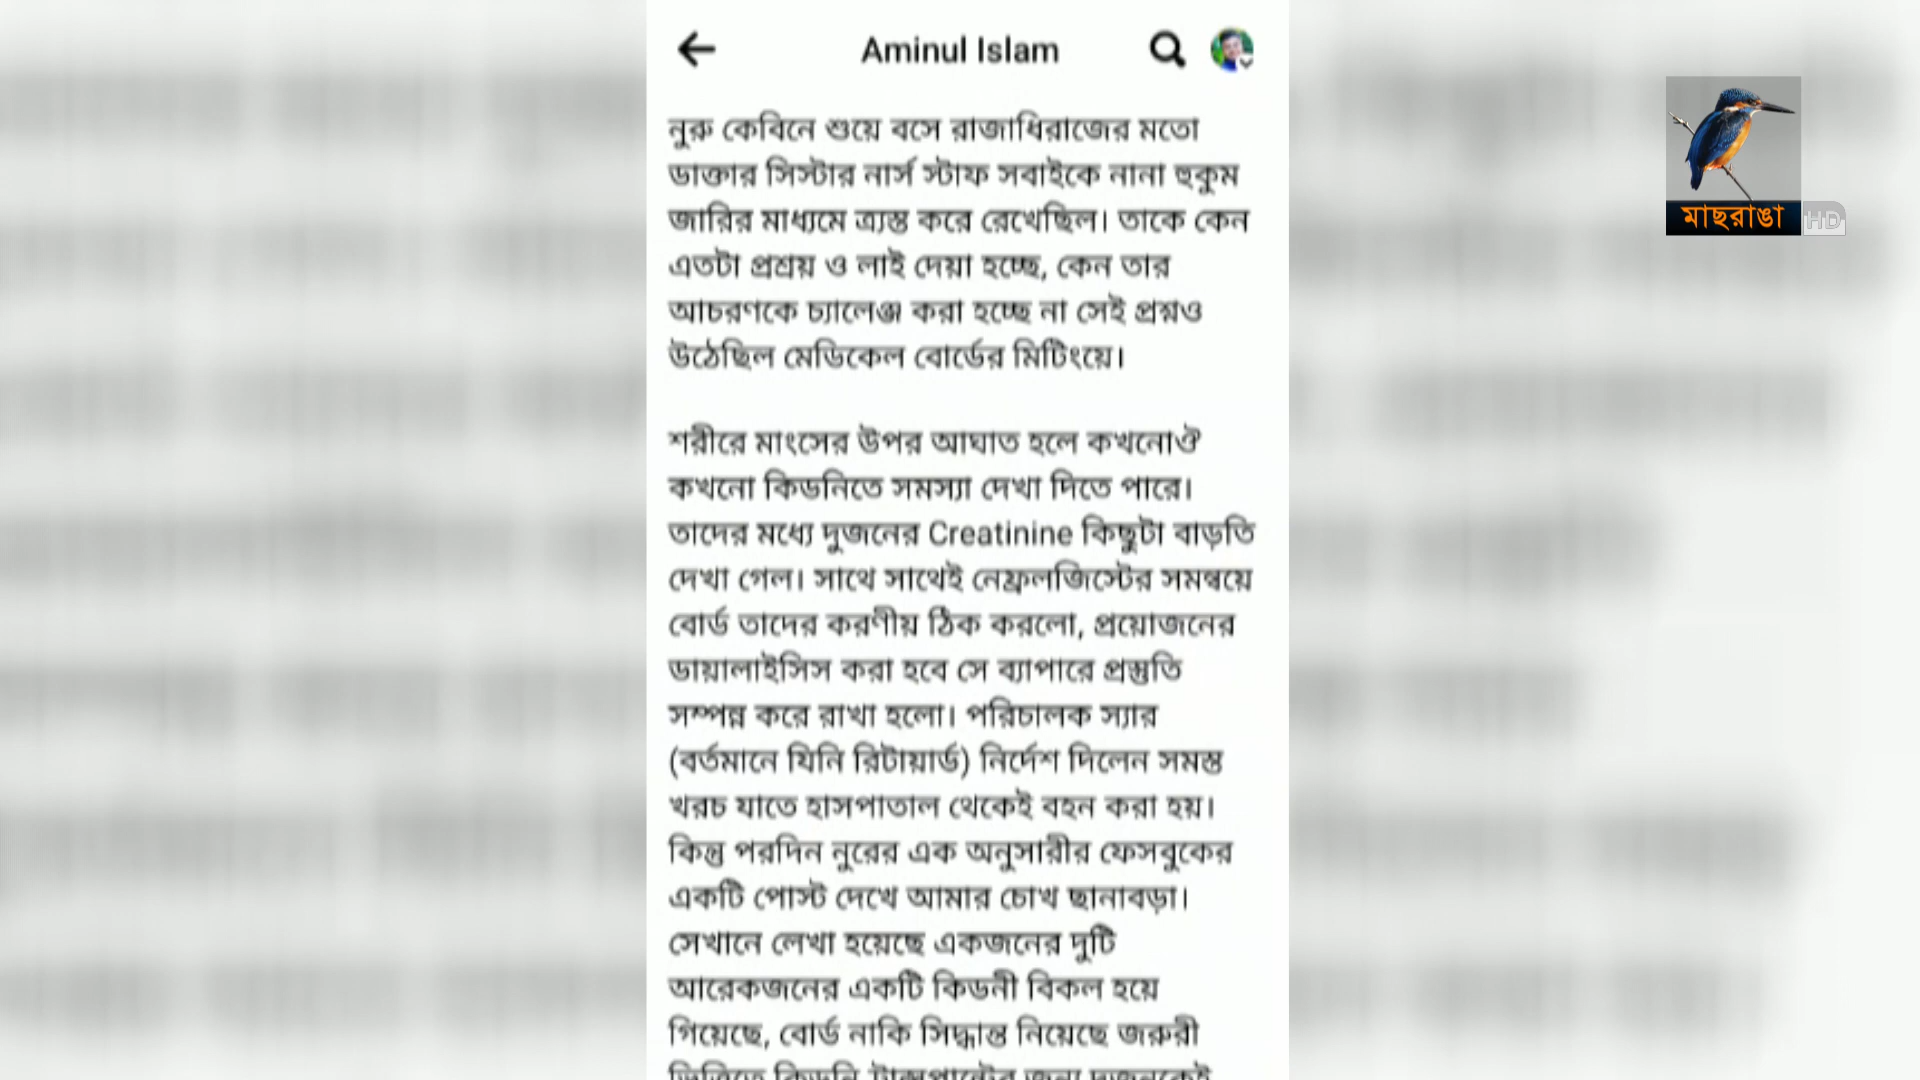 Aminul Islam
নুরু কেবিনে শুয়ে বসে রাজাধিরাজের মতো
ডাক্তার সিস্টার নার্স স্টাফ সবাইকে নানা হুকুম
জারির মাধ্যমে ত্র্যস্ত করে রেখেছিল। তাকে কেন
এতটা প্রশ্রয় ও লাই দেয়া হচ্ছে, কেন তার
আচরণকে চ্যালেঞ্জ করা হচ্ছে না সেই প্রশ্নও
উঠেছিল মেডিকেল বোর্ডের মিটিংয়ে।
শরীরে মাংসের উপর আঘাত হলে কখনোঔ
কখনো কিডনিতে সমস্যা দেখা দিতে পারে।
তাদের মধ্যে দুজনের Creatinine কিছুটা বাড়তি
দেখা গেল। সাথে সাথেই নেফ্রলজিস্টের সমন্বয়ে
বোর্ড তাদের করণীয় ঠিক করলো, প্রয়োজনের
ডায়ালাইসিস করা হবে সে ব্যাপারে প্রস্তুতি
সম্পন্ন করে রাখা হলো। পরিচালক স্যার
(বর্তমানে যিনি রিটায়ার্ড) নির্দেশ দিলেন সমস্ত
খরচ যাতে হাসপাতাল থেকেই বহন করা হয়।
কিন্তু পরদিন নুরের এক অনুসারীর ফেসবুকের
একটি পোস্ট দেখে আমার চোখ ছানাবড়া।
সেখানে লেখা হয়েছে একজনের দুটি
আরেকজনের একটি কিডনী বিকল হয়ে
গিয়েছে, বোর্ড নাকি সিদ্ধান্ত নিয়েছে জরুরী
মাছরাঙা HD